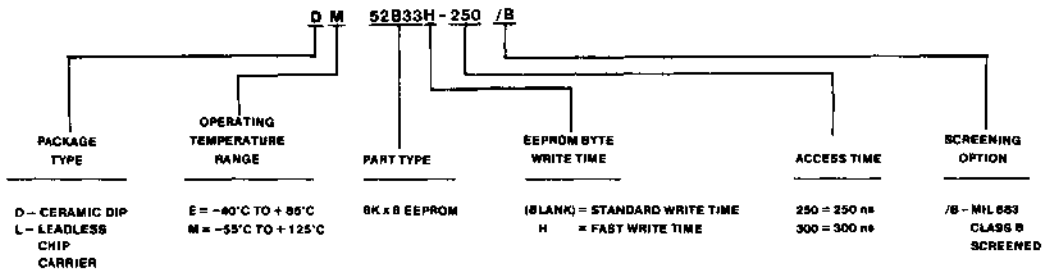 DM 52B33H-250 /B
PACKAGE TYPE
OPERATING TEMPERATURE RANGE
PART TYPE
EEPROM BYTE WRITE TIME
ACCESS TIME
SCREENING OPTION
D – CERAMIC DIP
L – LEADLESS
CHIP
CARRIER
E = -40°C TO + 85°C
M = -55°C TO + 125°C
8K x 8 EEPROM
(BLANK) = STANDARD WRITE TIME
H = FAST WRITE TIME
250 = 250 ns
300 = 300 ns
/B – MIL 883
CLASS B
SCREENED